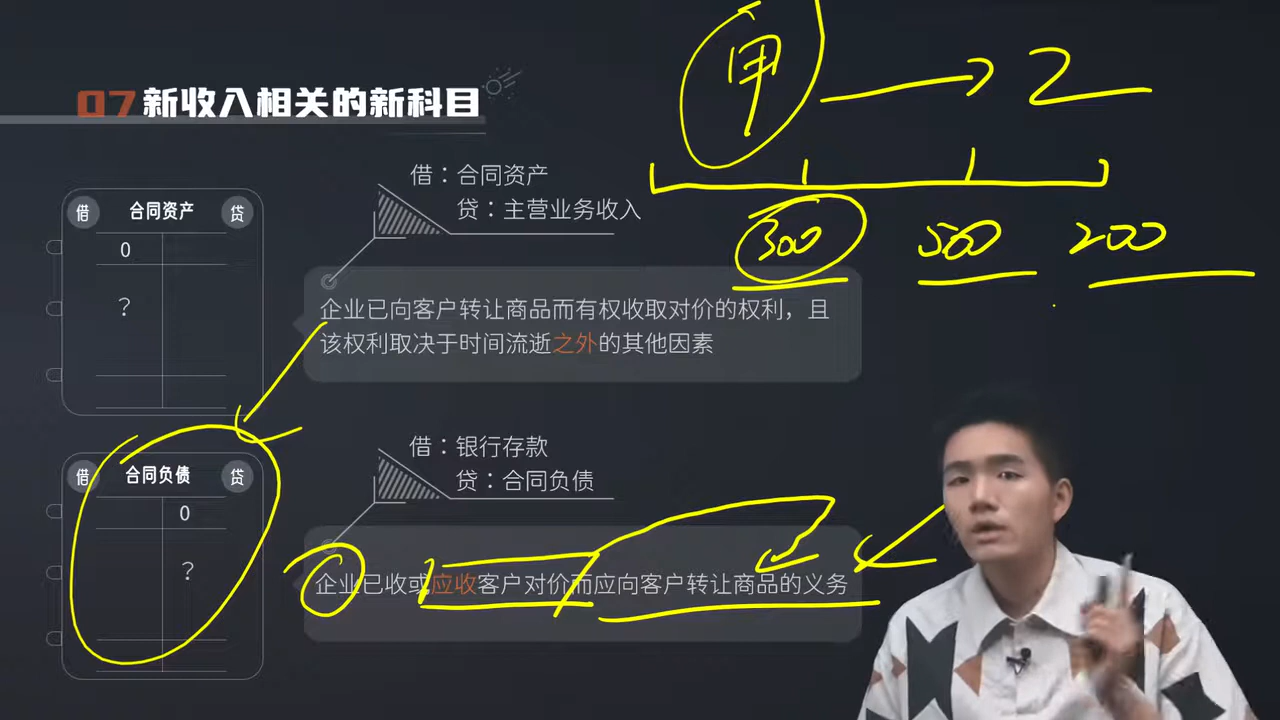 07 新收入相关的新科目
甲 → 乙
300 500 200
借 合同资产 贷
0
?
借：合同资产
贷：主营业务收入
企业已向客户转让商品而有权收取对价的权利，且
该权利取决于时间流逝之外的其他因素
借 合同负债 贷
0
?
借：银行存款
贷：合同负债
企业已收或应收客户对价而应向客户转让商品的义务